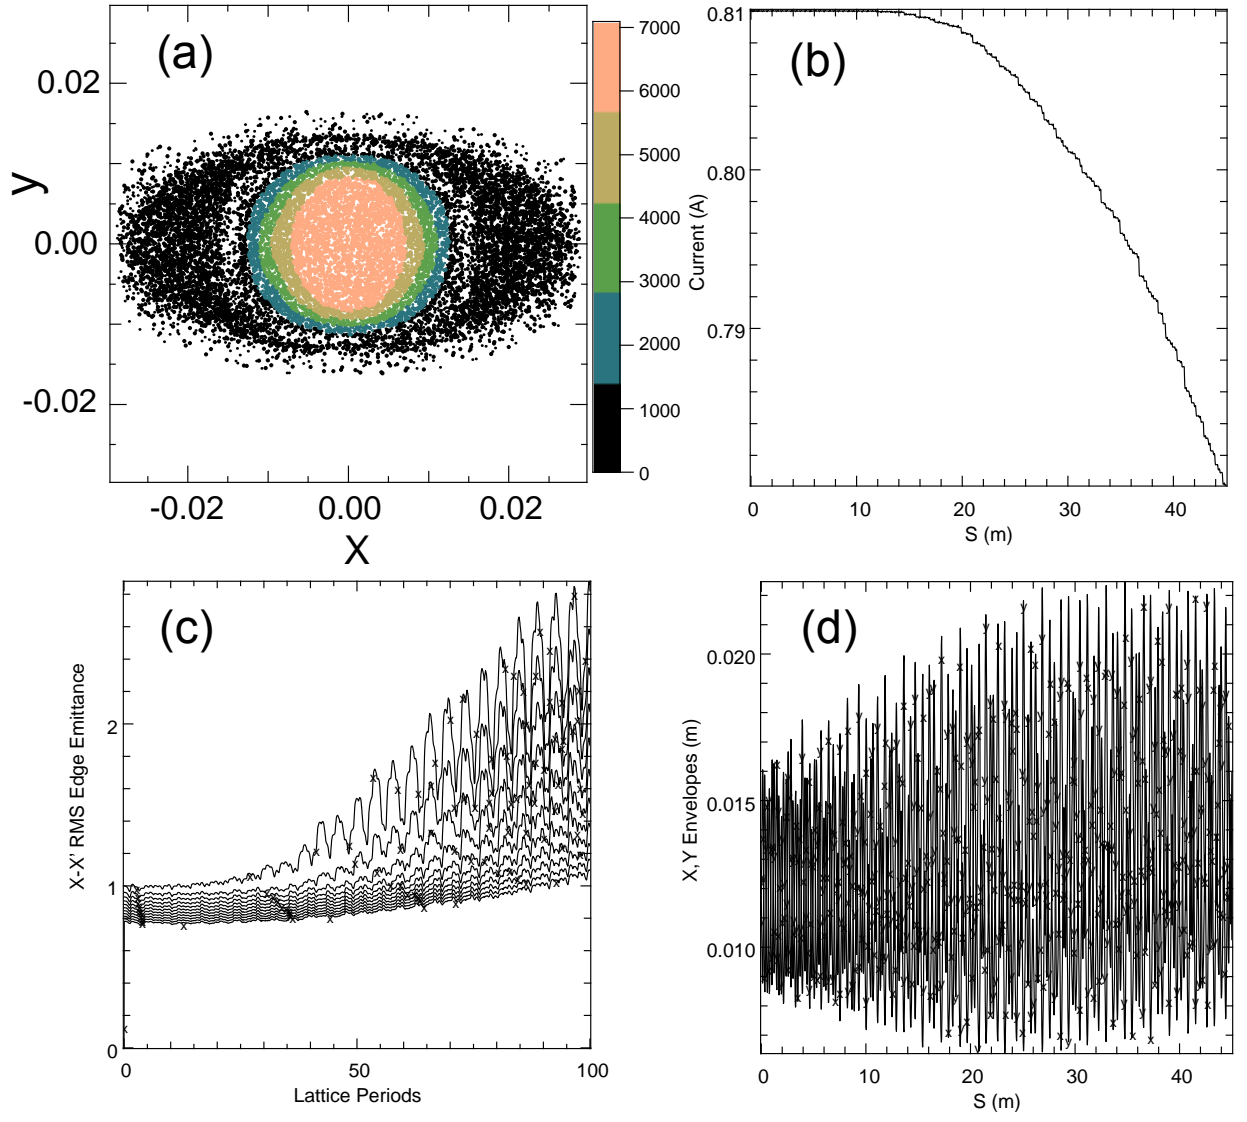 (a)
y
0.02
0.00
-0.02
-0.02 0.00 0.02
X
7000
6000
5000
4000
3000
2000
1000
0
(b)
Current (A)
0.81
0.80
0.79
0 10 20 30 40
S (m)
(c)
X-X' RMS Edge Emittance
2
1
0
0 50 100
Lattice Periods
(d)
X,Y Envelopes (m)
0.020
0.015
0.010
0 10 20 30 40
S (m)